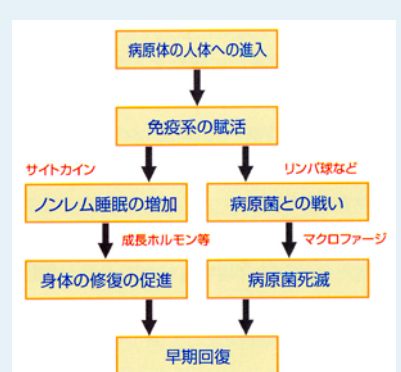 病原体の人体への進入
免疫系の賦活
サイトカイン
リンパ球など
ノンレム睡眠の増加
病原菌との戦い
成長ホルモン等
マクロファージ
身体の修復の促進
病原菌死滅
早期回復